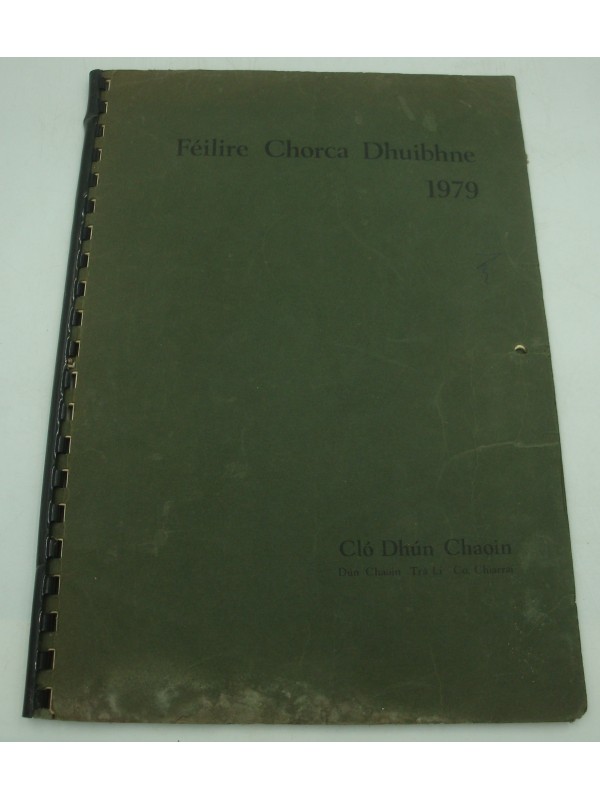 Féilire Chorca Dhuibhne
1979
Cló Dhún Chaoin
Dún Chaoin Trá Lí Co. Chiarraí